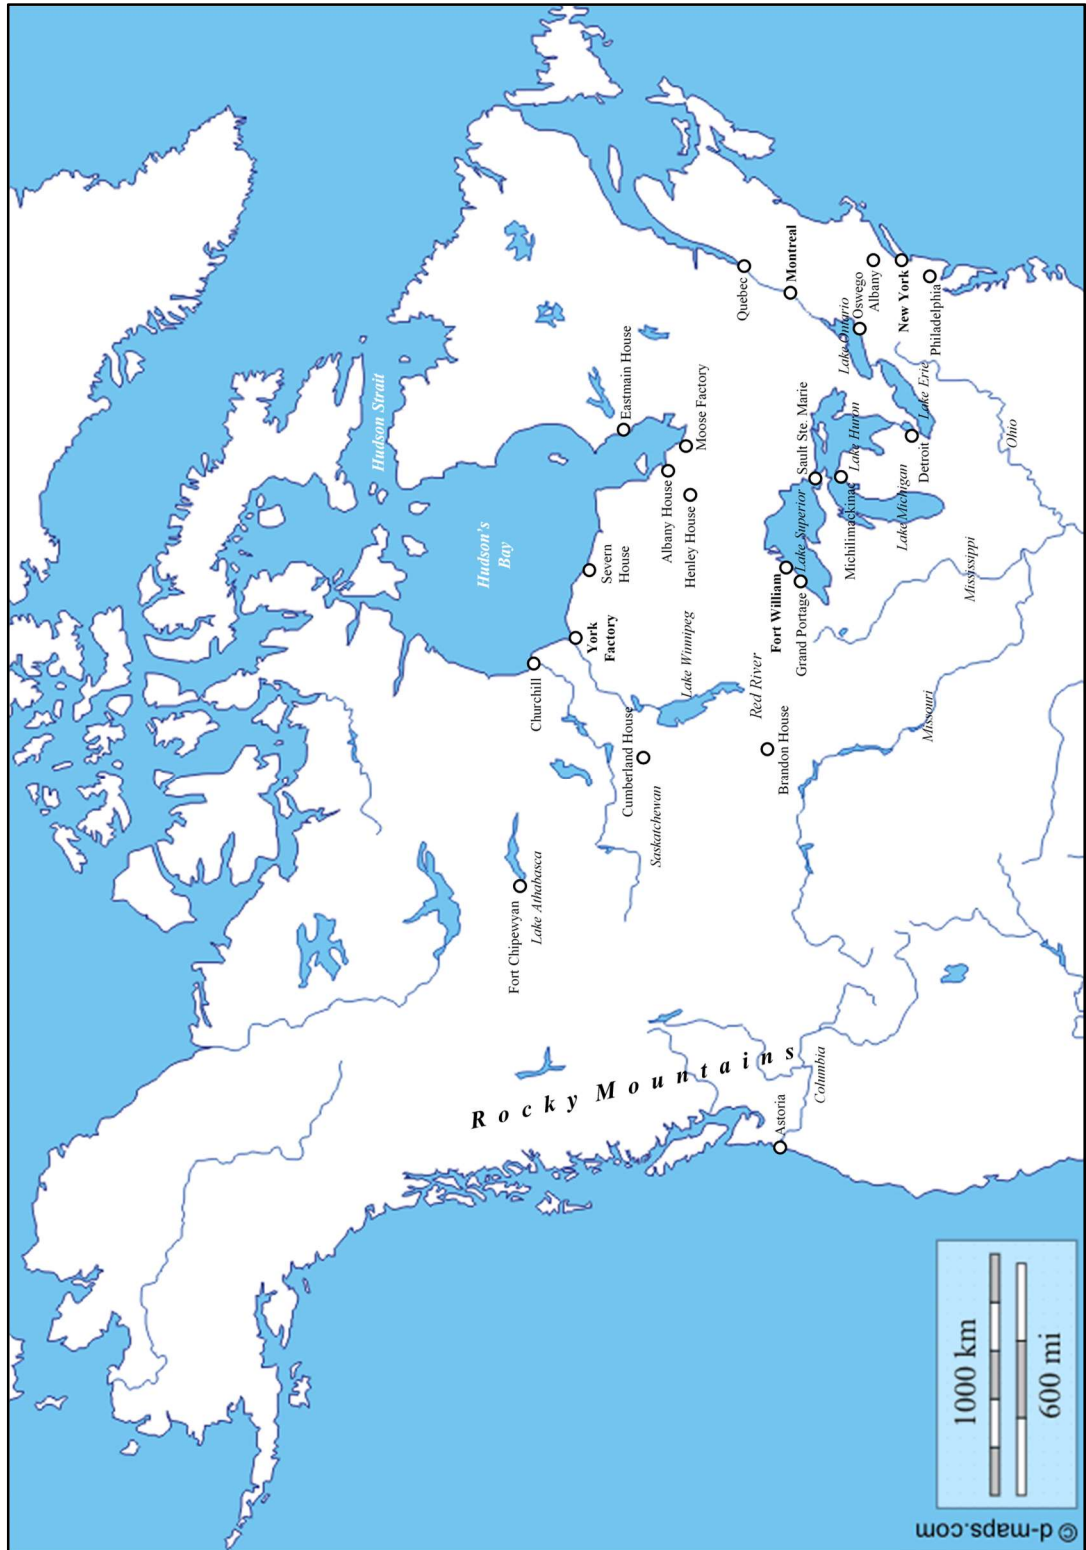 Hudson Strait
Hudson's
Bay
Fort Chipewyan
Lake Athabasca
Churchill
York
Factory
Severn
House
Eastmain House
Rocky Mountains
Cumberland House
Saskatchewan
Lake Winnipeg
Albany House
Henley House
Moose Factory
Quebec
Montreal
Red River
Brandon House
Fort William
Grand Portage
Lake Superior
Sault Ste. Marie
Michilimackinac
Lake Huron
Lake Ontario
Oswego
Albany
New York
Philadelphia
Lake Erie
Detroit
Lake Michigan
Astoria
Columbia
Missouri
Mississippi
Ohio
1000 km
600 mi
© d-maps.com